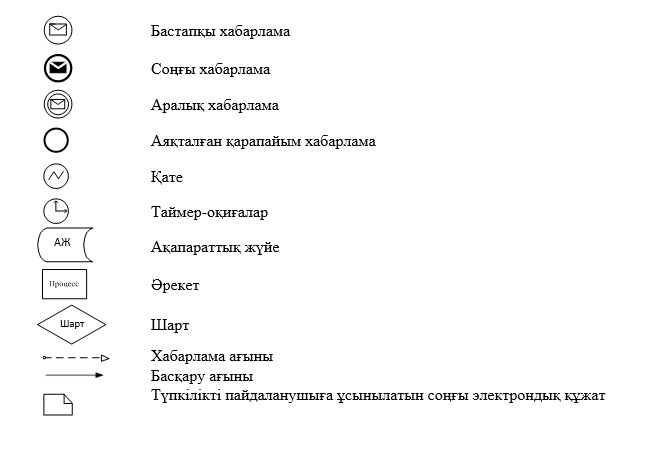 Бастапқы хабарлама
Соңғы хабарлама
Аралық хабарлама
Аяқталған қарапайым хабарлама
Қате
Таймер-оқиғалар
АЖ Ақапараттық жүйе
Процесс Әрекет
Шарт Шарт
Хабарлама ағыны
Басқару ағыны
Түпкілікті пайдаланушыға ұсынылатын соңғы электрондық құжат